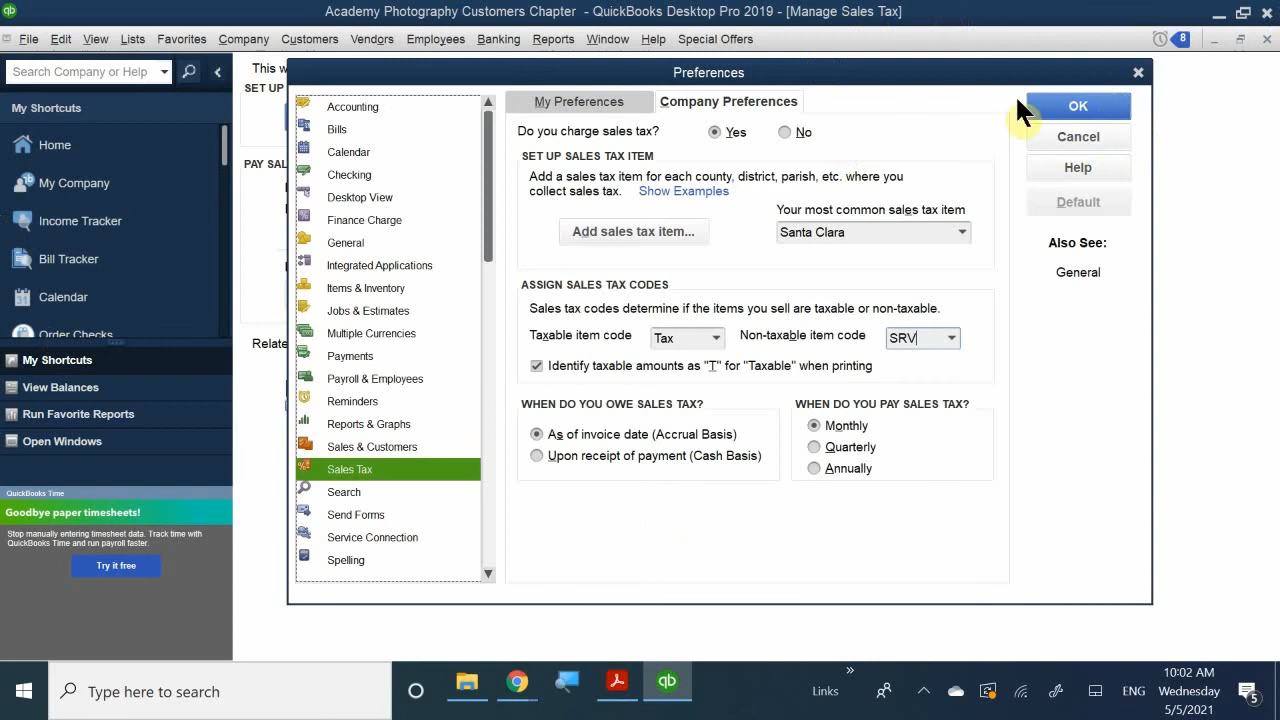 Academy Photography Customers Chapter - QuickBooks Desktop Pro 2019 - [Manage Sales Tax]
File Edit View Lists Favorites Company Customers Vendors Employees Banking Reports Window Help Special Offers
8
Search Company or Help
My Shortcuts
Home
My Company
Income Tracker
Bill Tracker
Calendar
Order Checks
My Shortcuts
View Balances
Run Favorite Reports
Open Windows
QuickBooks Time
Goodbye paper timesheets!
Stop manually entering timesheet data. Track time with
QuickBooks Time and run payroll faster.
Try it free
This w
SET UP
PAY SAL
Relate
Preferences
Accounting
Bills
Calendar
Checking
Desktop View
Finance Charge
General
Integrated Applications
Items & Inventory
Jobs & Estimates
Multiple Currencies
Payments
Payroll & Employees
Reminders
Reports & Graphs
Sales & Customers
Sales Tax
Search
Send Forms
Service Connection
Spelling
My Preferences
Company Preferences
Do you charge sales tax? Yes No
SET UP SALES TAX ITEM
Add a sales tax item for each county, district, parish, etc. where you
collect sales tax. Show Examples
Your most common sales tax item
Add sales tax item... Santa Clara
ASSIGN SALES TAX CODES
Sales tax codes determine if the items you sell are taxable or non-taxable.
Taxable item code Tax Non-taxable item code SRV
Identify taxable amounts as "T" for "Taxable" when printing
WHEN DO YOU OWE SALES TAX?
As of invoice date (Accrual Basis)
Upon receipt of payment (Cash Basis)
WHEN DO YOU PAY SALES TAX?
Monthly
Quarterly
Annually
OK
Cancel
Help
Default
Also See:
General
Type here to search
qb
Links
ENG
10:02 AM
Wednesday
5/5/2021
5